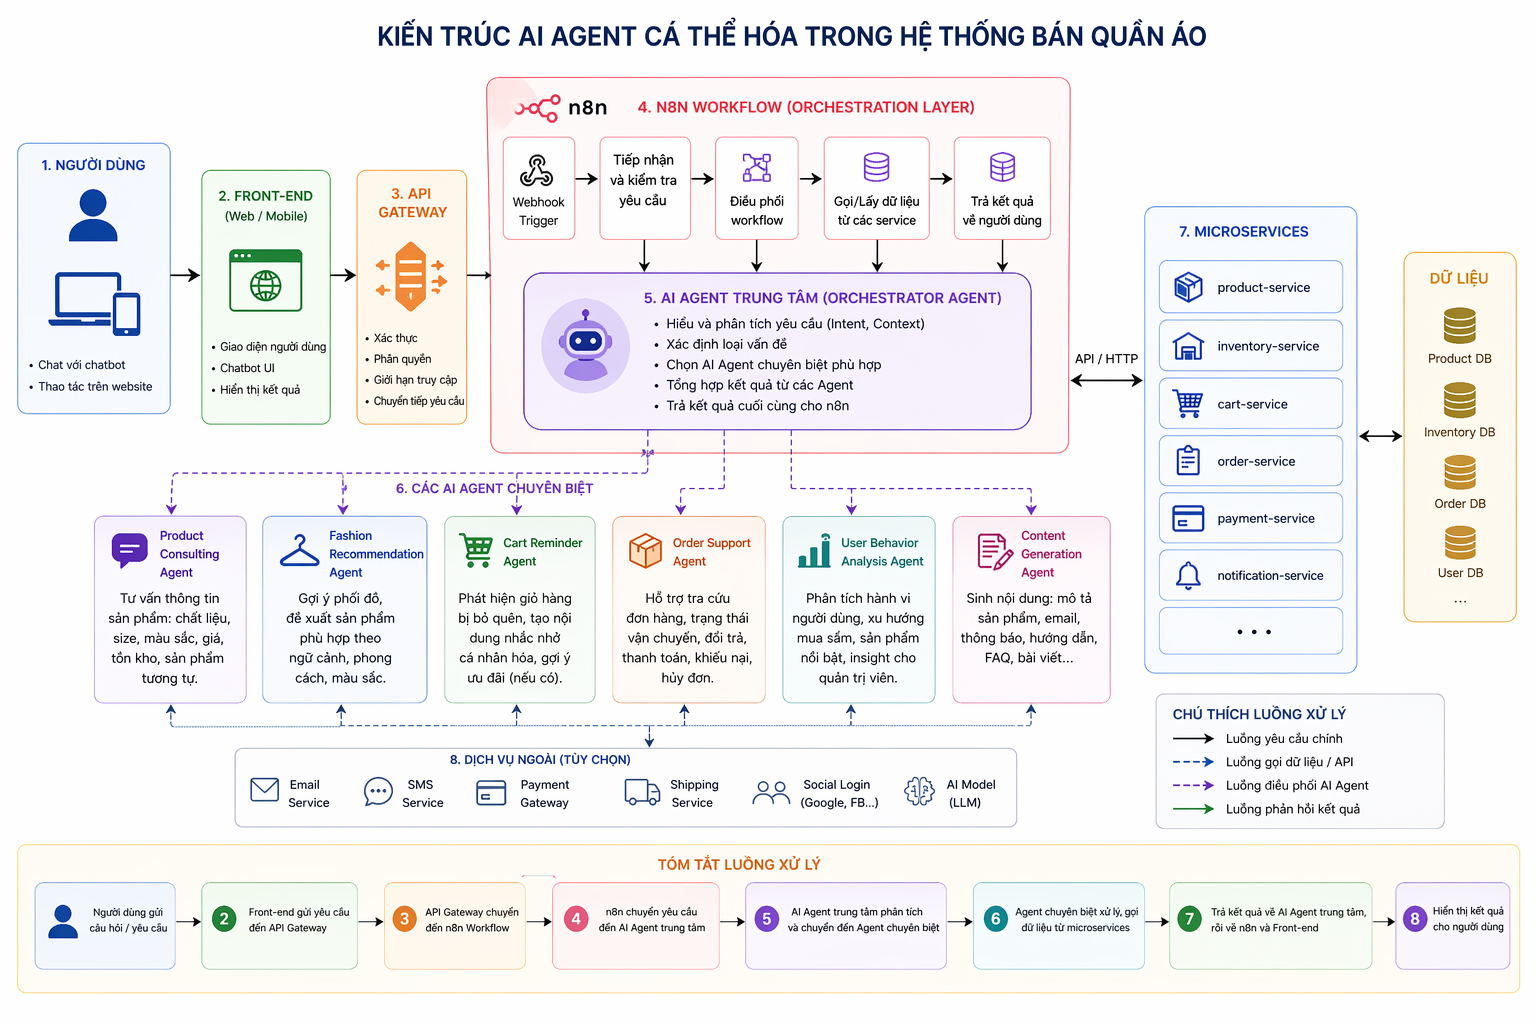 KIẾN TRÚC AI AGENT CÁ THỂ HÓA TRONG HỆ THỐNG BÁN QUẦN ÁO
1. NGƯỜI DÙNG
• Chat với chatbot
• Thao tác trên website
2. FRONT-END
(Web / Mobile)
• Giao diện người dùng
• Chatbot UI
• Hiển thị kết quả
3. API
GATEWAY
• Xác thực
• Phân quyền
• Giới hạn truy cập
• Chuyển tiếp yêu cầu
n8n
4. N8N WORKFLOW (ORCHESTRATION LAYER)
Webhook
Trigger
Tiếp nhận
và kiểm tra
yêu cầu
Điều phối
workflow
Gọi/Lấy dữ liệu
từ các service
Trả kết quả
về người dùng
5. AI AGENT TRUNG TÂM (ORCHESTRATOR AGENT)
• Hiểu và phân tích yêu cầu (Intent, Context)
• Xác định loại vấn đề
• Chọn AI Agent chuyên biệt phù hợp
• Tổng hợp kết quả từ các Agent
• Trả kết quả cuối cùng cho n8n
API / HTTP
7. MICROSERVICES
product-service
inventory-service
cart-service
order-service
payment-service
notification-service
• • •
DỮ LIỆU
Product DB
Inventory DB
Order DB
User DB
...
6. CÁC AI AGENT CHUYÊN BIỆT
Product
Consulting
Agent
Tư vấn thông tin
sản phẩm: chất liệu,
size, màu sắc, giá,
tồn kho, sản phẩm
tương tự.
Fashion
Recommendation
Agent
Gợi ý phối đồ,
đề xuất sản phẩm
phù hợp theo
ngữ cảnh, phong
cách, màu sắc.
Cart Reminder
Agent
Phát hiện giỏ hàng
bị bỏ quên, tạo nội
dung nhắc nhở
cá nhân hóa, gợi ý
ưu đãi (nếu có).
Order Support
Agent
Hỗ trợ tra cứu
đơn hàng, trạng thái
vận chuyển, đổi trả,
thanh toán, khiếu nại,
hủy đơn.
User Behavior
Analysis Agent
Phân tích hành vi
người dùng, xu hướng
mua sắm, sản phẩm
nổi bật, insight cho
quản trị viên.
Content
Generation
Agent
Sinh nội dung: mô tả
sản phẩm, email,
thông báo, hướng dẫn,
FAQ, bài viết...
8. DỊCH VỤ NGOÀI (TÙY CHỌN)
Email
Service
SMS
Service
Payment
Gateway
Shipping
Service
Social Login
(Google, FB...)
AI Model
(LLM)
CHÚ THÍCH LUỒNG XỬ LÝ
Luồng yêu cầu chính
Luồng gọi dữ liệu / API
Luồng điều phối AI Agent
Luồng phản hồi kết quả
TÓM TẮT LUỒNG XỬ LÝ
Người dùng gửi
câu hỏi / yêu cầu
2
Front-end gửi yêu cầu
đến API Gateway
3
API Gateway chuyển
đến n8n Workflow
4
n8n chuyển yêu cầu
đến AI Agent trung tâm
5
AI Agent trung tâm phân tích
và chuyển đến Agent chuyên biệt
6
Agent chuyên biệt xử lý, gọi
dữ liệu từ microservices
7
Trả kết quả về AI Agent trung tâm,
rồi về n8n và Front-end
8
Hiển thị kết quả
cho người dùng